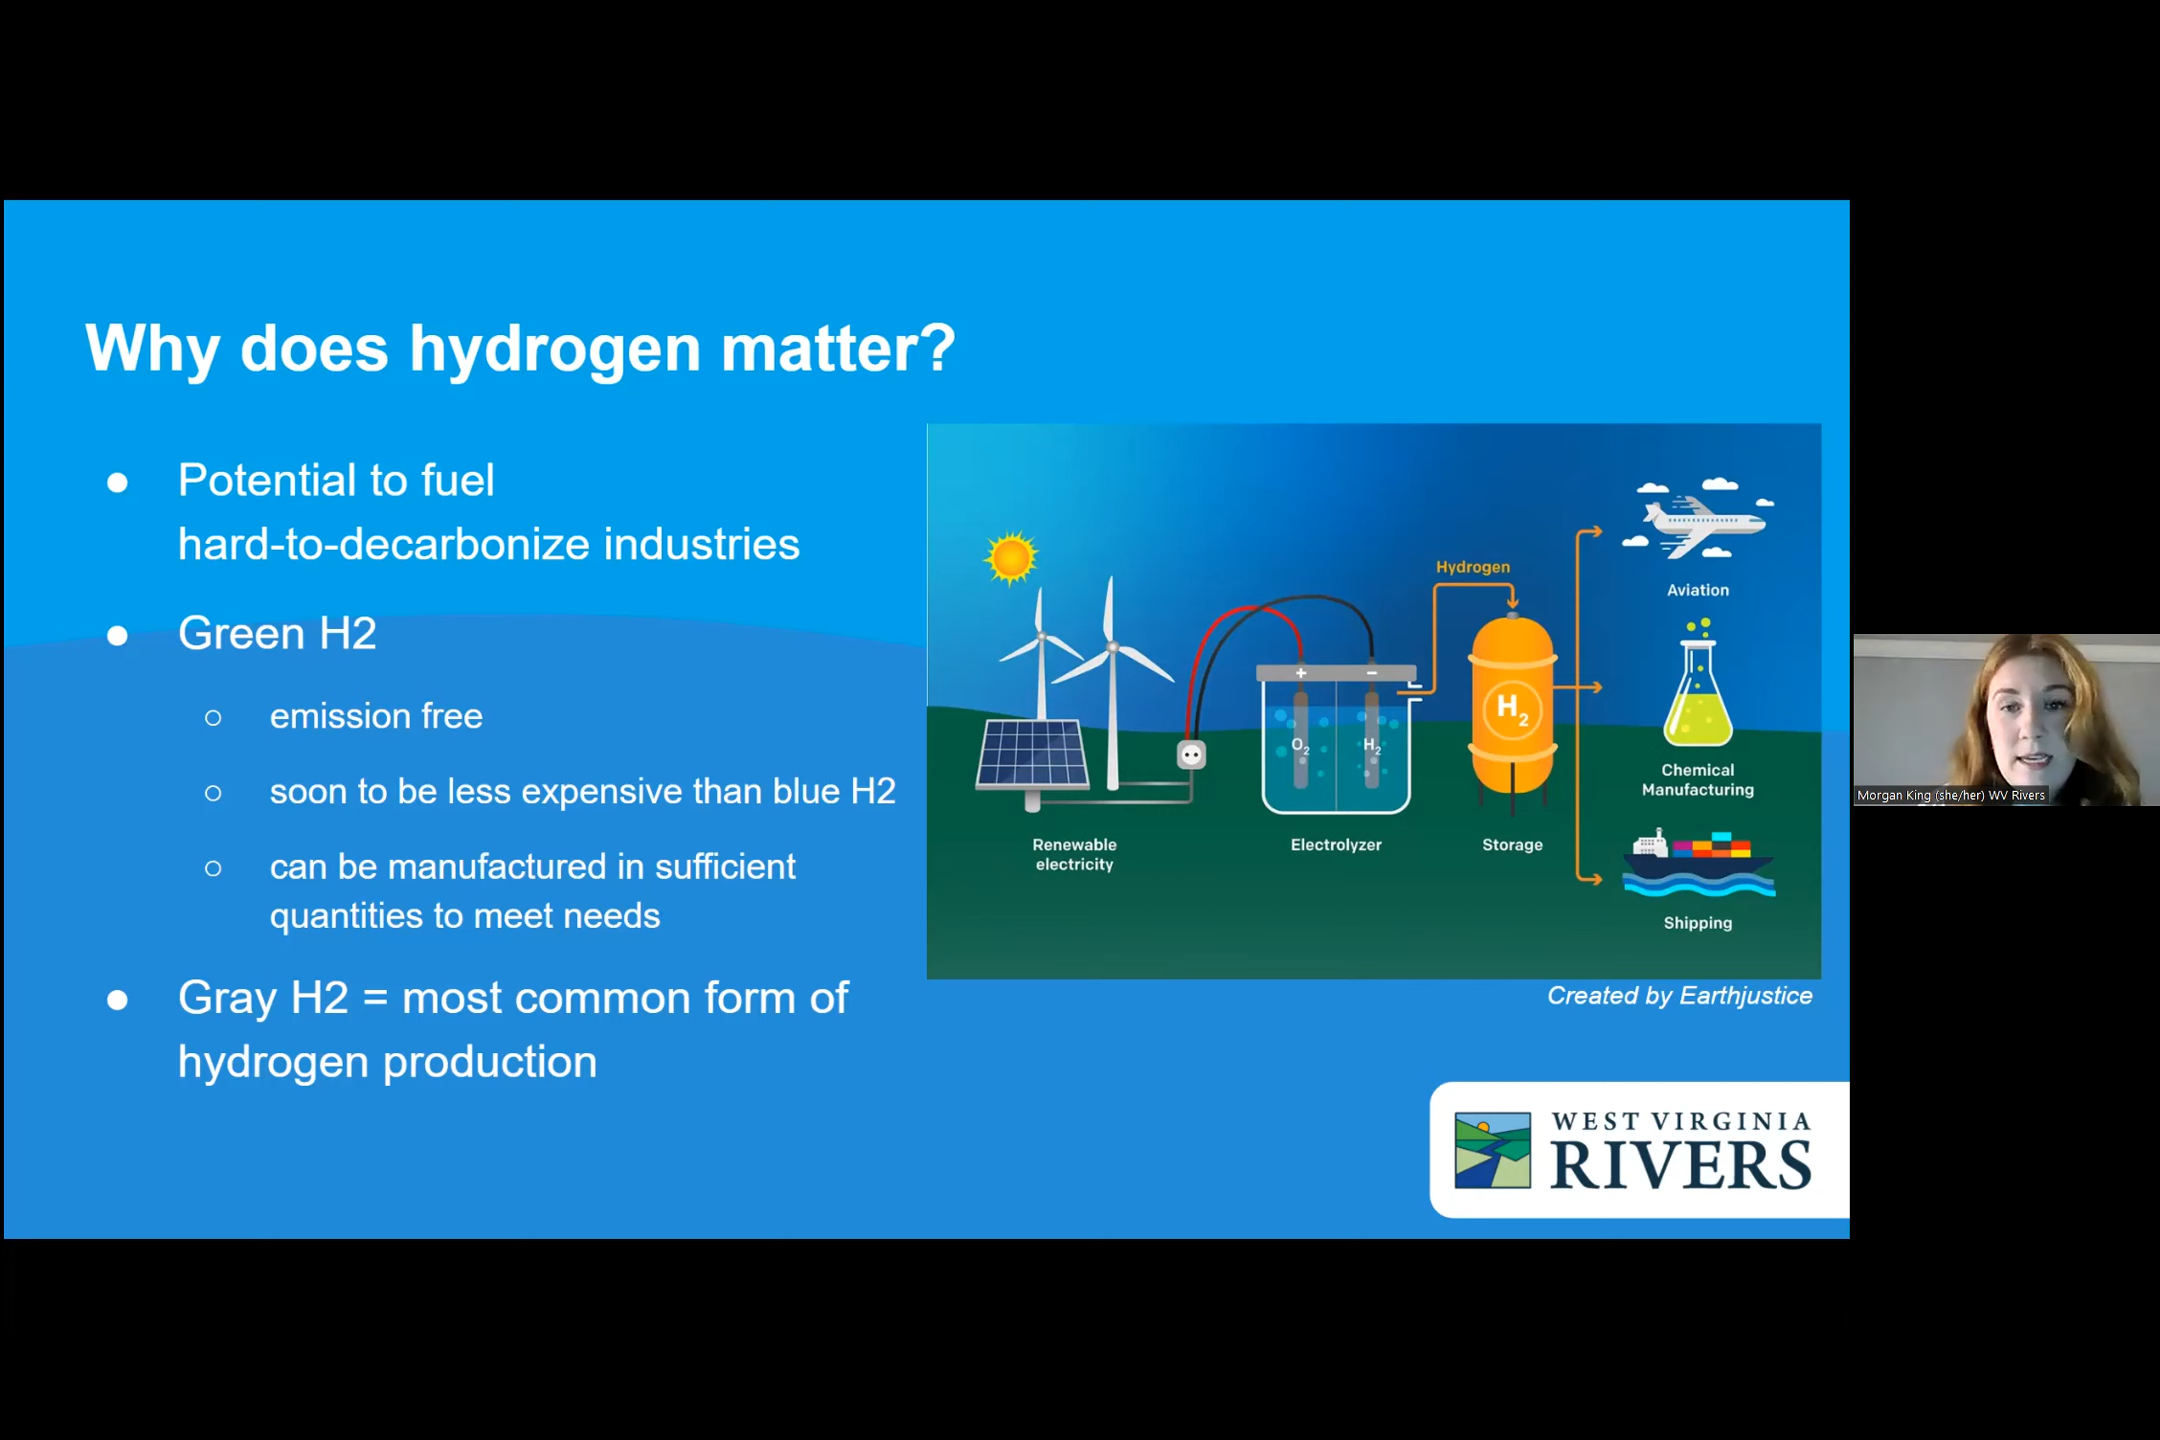 Why does hydrogen matter?
● Potential to fuel
hard-to-decarbonize industries
● Green H2
○ emission free
○ soon to be less expensive than blue H2
○ can be manufactured in sufficient
quantities to meet needs
● Gray H2 = most common form of
hydrogen production
Hydrogen
+
−
O2
H2
H2
Renewable
electricity
Electrolyzer
Storage
Aviation
Chemical
Manufacturing
Shipping
Created by Earthjustice
WEST VIRGINIA
RIVERS
Morgan King (she/her) WV Rivers